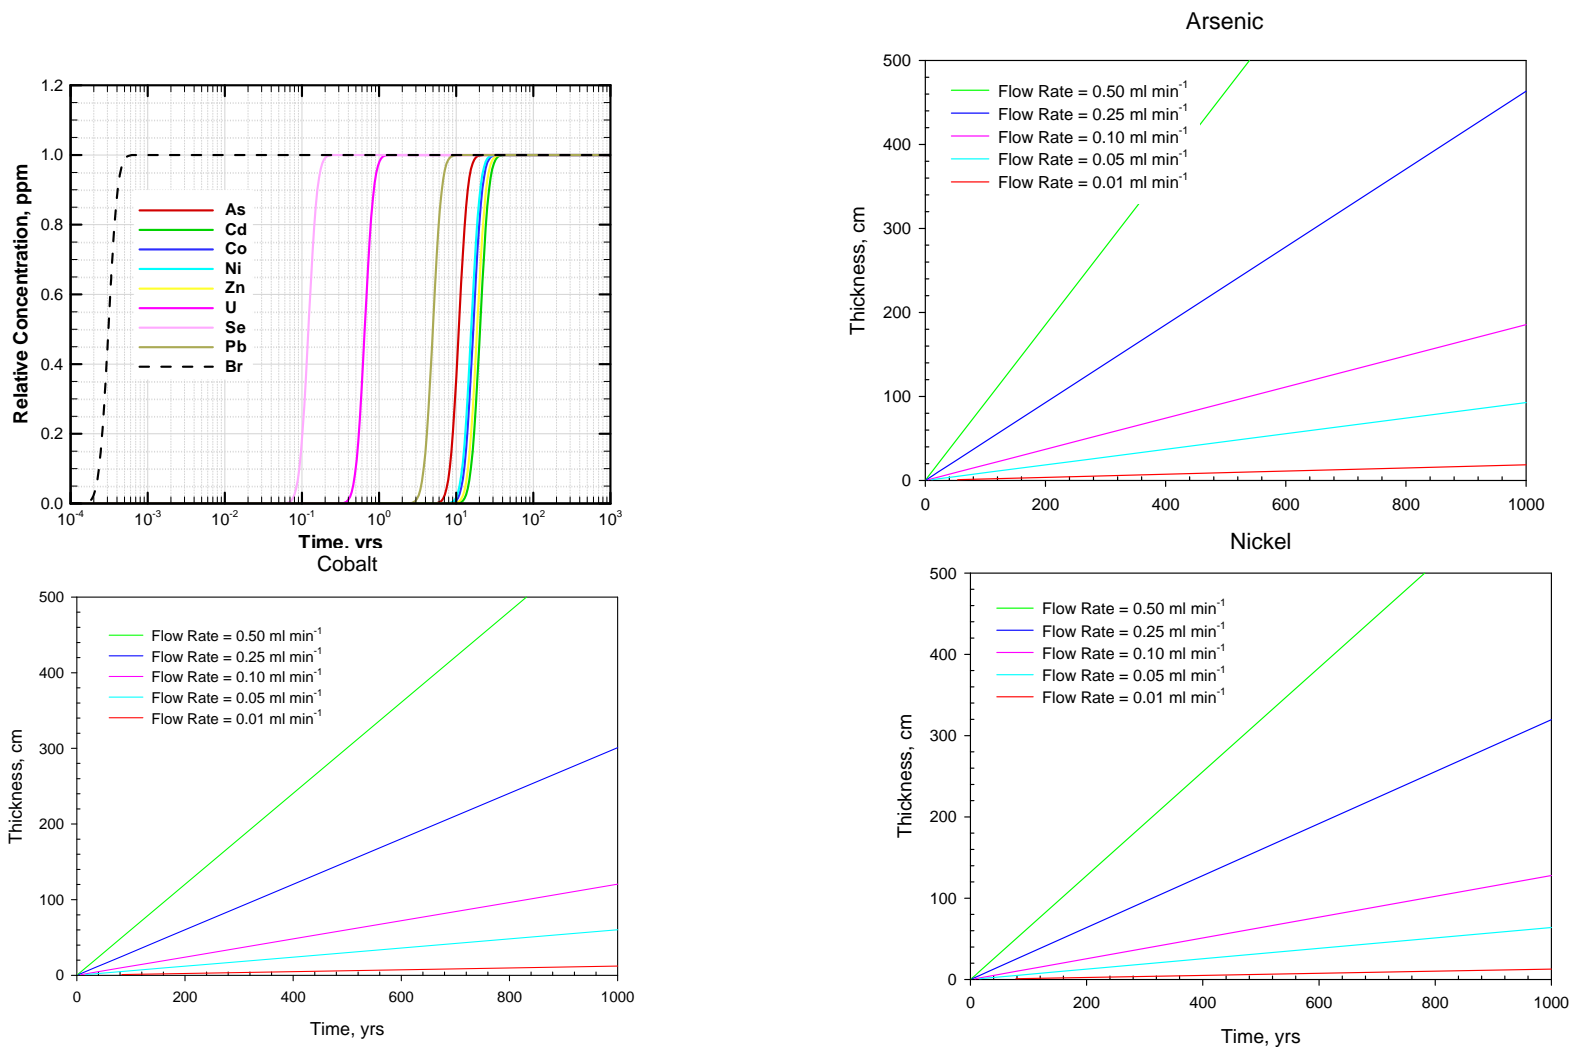 1.2
1.0
0.8
0.6
0.4
0.2
0.0
Relative Concentration, ppm
As
Cd
Co
Ni
Zn
U
Se
Pb
Br
10⁻⁴ 10⁻³ 10⁻² 10⁻¹ 10⁰ 10¹ 10² 10³
Time, yrs
Arsenic
500
400
300
200
100
0
Thickness, cm
Flow Rate = 0.50 ml min⁻¹
Flow Rate = 0.25 ml min⁻¹
Flow Rate = 0.10 ml min⁻¹
Flow Rate = 0.05 ml min⁻¹
Flow Rate = 0.01 ml min⁻¹
0 200 400 600 800 1000
Cobalt
500
400
300
200
100
0
Thickness, cm
Flow Rate = 0.50 ml min⁻¹
Flow Rate = 0.25 ml min⁻¹
Flow Rate = 0.10 ml min⁻¹
Flow Rate = 0.05 ml min⁻¹
Flow Rate = 0.01 ml min⁻¹
0 200 400 600 800 1000
Time, yrs
Nickel
500
400
300
200
100
0
Thickness, cm
Flow Rate = 0.50 ml min⁻¹
Flow Rate = 0.25 ml min⁻¹
Flow Rate = 0.10 ml min⁻¹
Flow Rate = 0.05 ml min⁻¹
Flow Rate = 0.01 ml min⁻¹
0 200 400 600 800 1000
Time, yrs